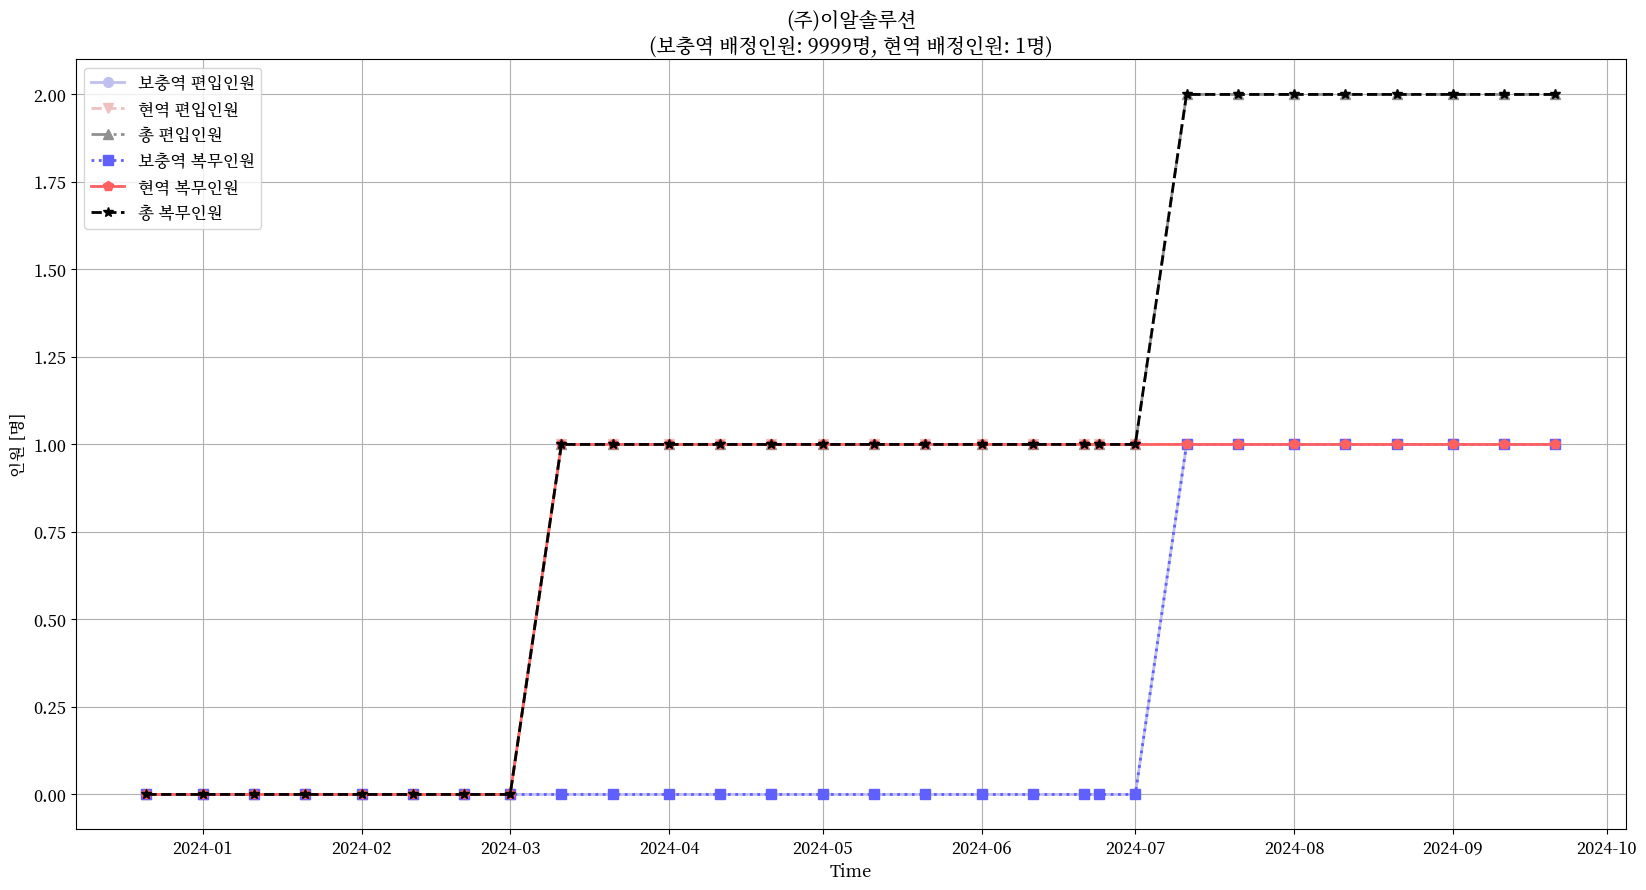 (주)이알솔루션
(보충역 배정인원: 9999명, 현역 배정인원: 1명)
보충역 편입인원
현역 편입인원
총 편입인원
보충역 복무인원
현역 복무인원
총 복무인원
인원 [명]
2.00
1.75
1.50
1.25
1.00
0.75
0.50
0.25
0.00
2024-01 2024-02 2024-03 2024-04 2024-05 2024-06 2024-07 2024-08 2024-09 2024-10
Time